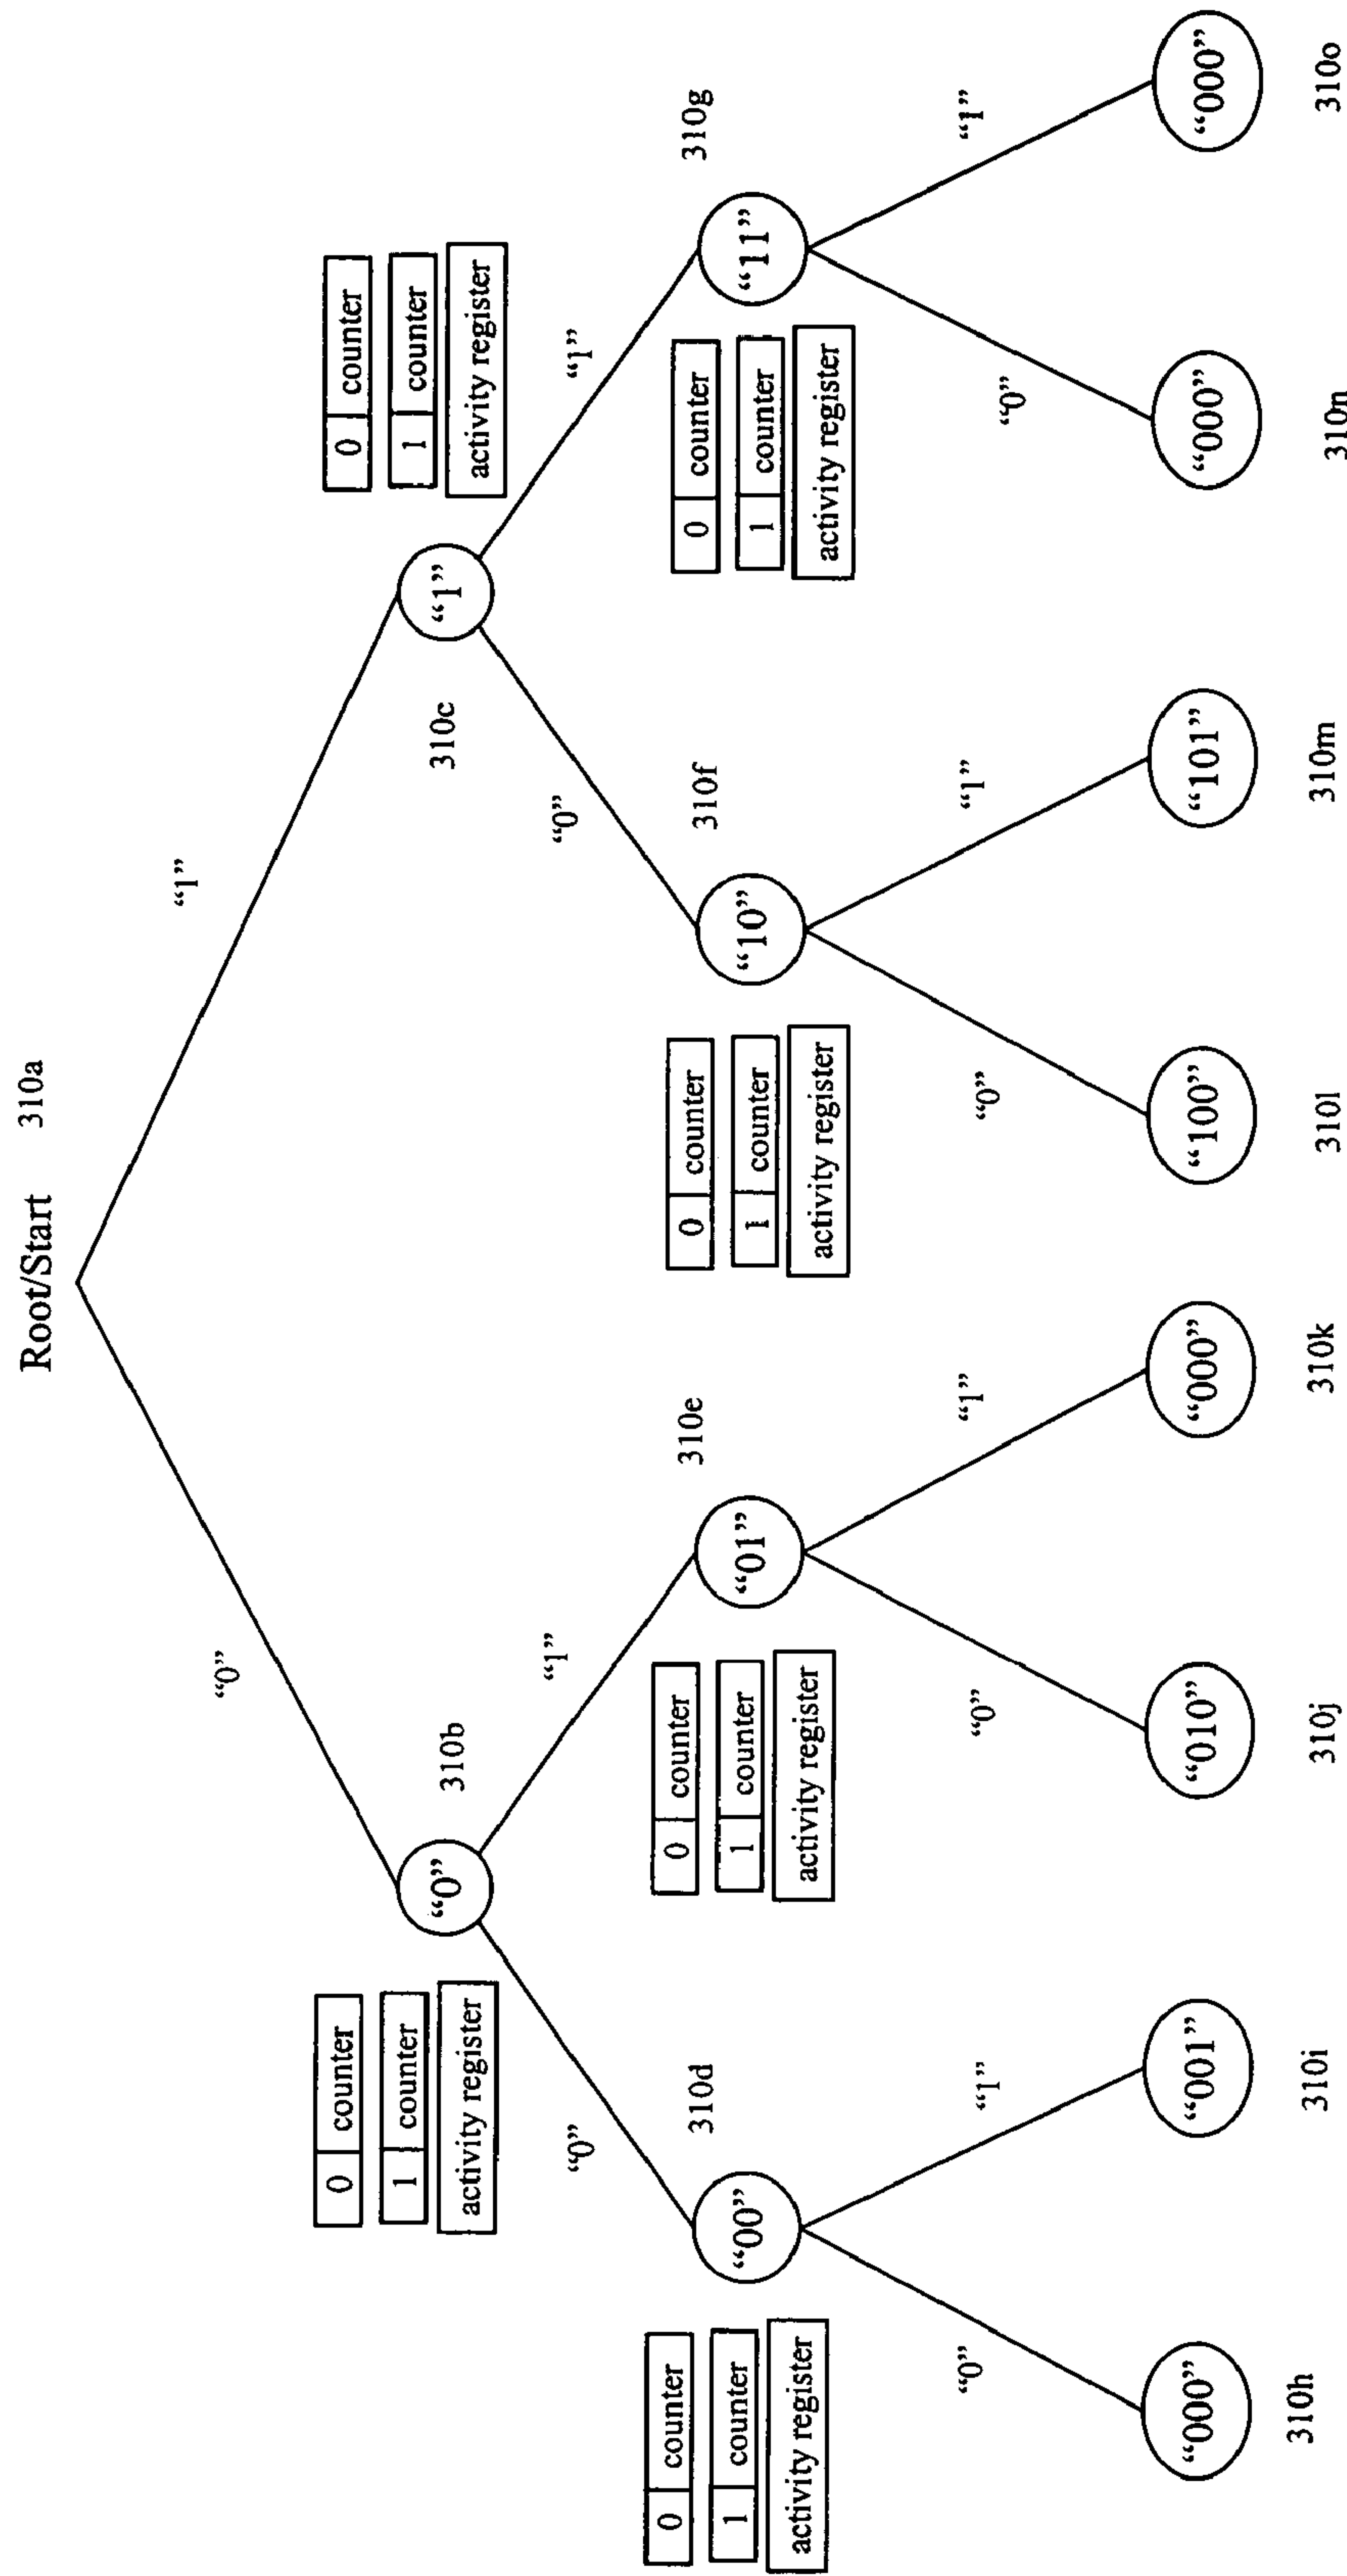 Root/Start 310a
“0”
“1”
0 counter
1 counter
activity register
“0”
310b
310c
“1”
0 counter
1 counter
activity register
“0”
“1”
“0”
“1”
0 counter
1 counter
activity register
“00”
310d
0 counter
1 counter
activity register
“01”
310e
0 counter
1 counter
activity register
“10”
310f
0 counter
1 counter
activity register
“11”
310g
“0”
“1”
“0”
“1”
“0”
“1”
“0”
“1”
“000”
“001”
“010”
“000”
“100”
“101”
“000”
“000”
310h
310i
310j
310k
310l
310m
310n
310o